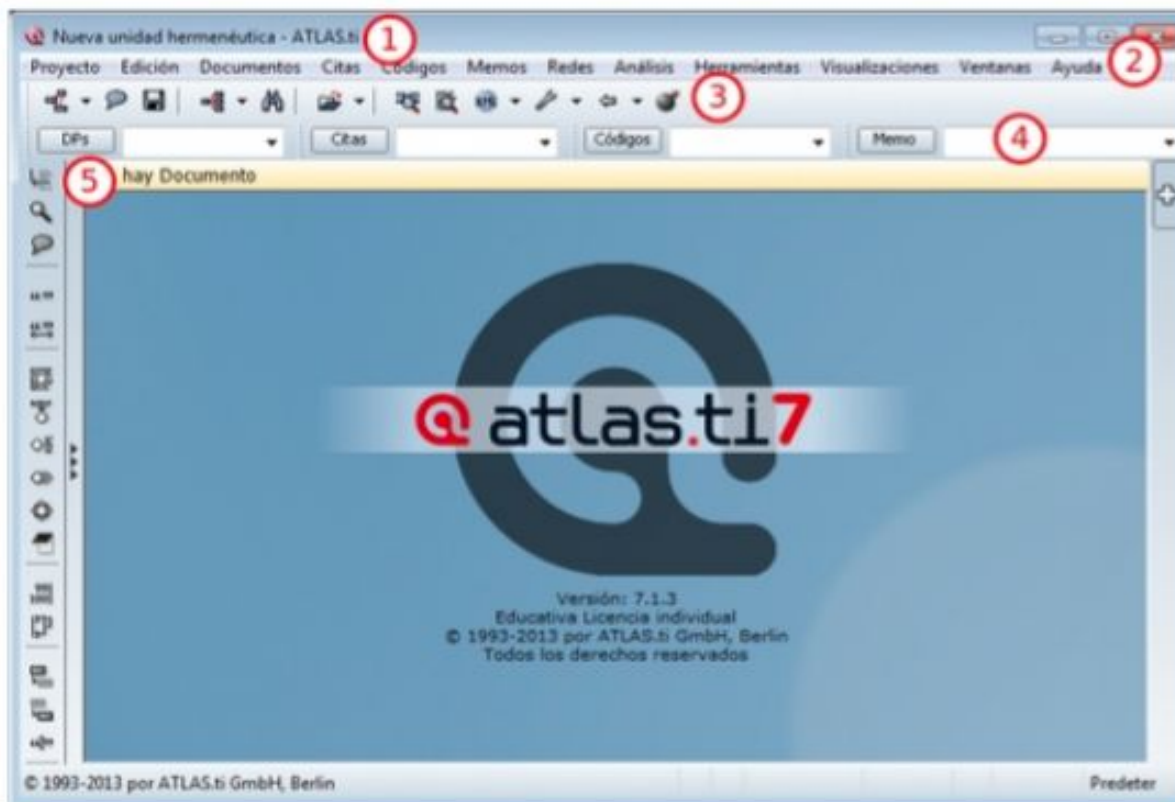 Nueva unidad hermenéutica - ATLAS.ti 1
Proyecto Edición Documentos Citas Códigos Memos Redes Análisis Herramientas Visualizaciones Ventanas Ayuda 2
3
DPs Citas Códigos Memo 4
5 hay Documento
atlas.ti7
Versión: 7.1.3
Educativa Licencia individual
© 1993-2013 por ATLAS.ti GmbH, Berlin
Todos los derechos reservados
© 1993-2013 por ATLAS.ti GmbH, Berlin Predeter